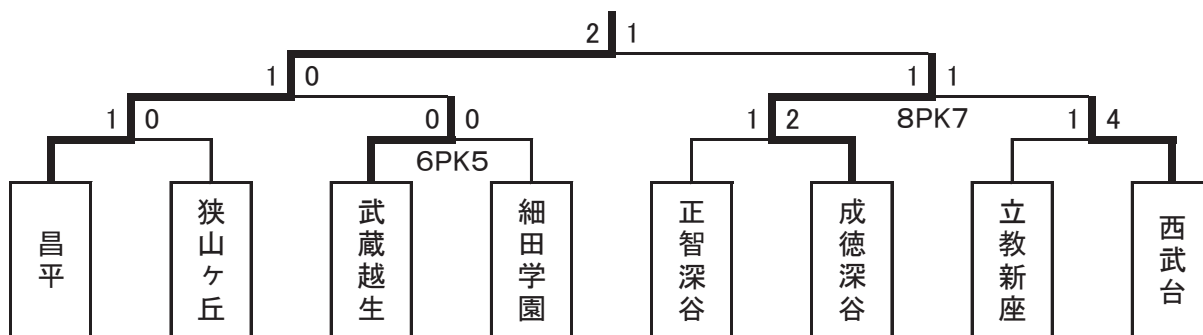 2 1
1 0
1 1
1 0
0 0
1 2
8PK7
1 4
6PK5
昌平
狭山ヶ丘
武蔵越生
細田学園
正智深谷
成徳深谷
立教新座
西武台